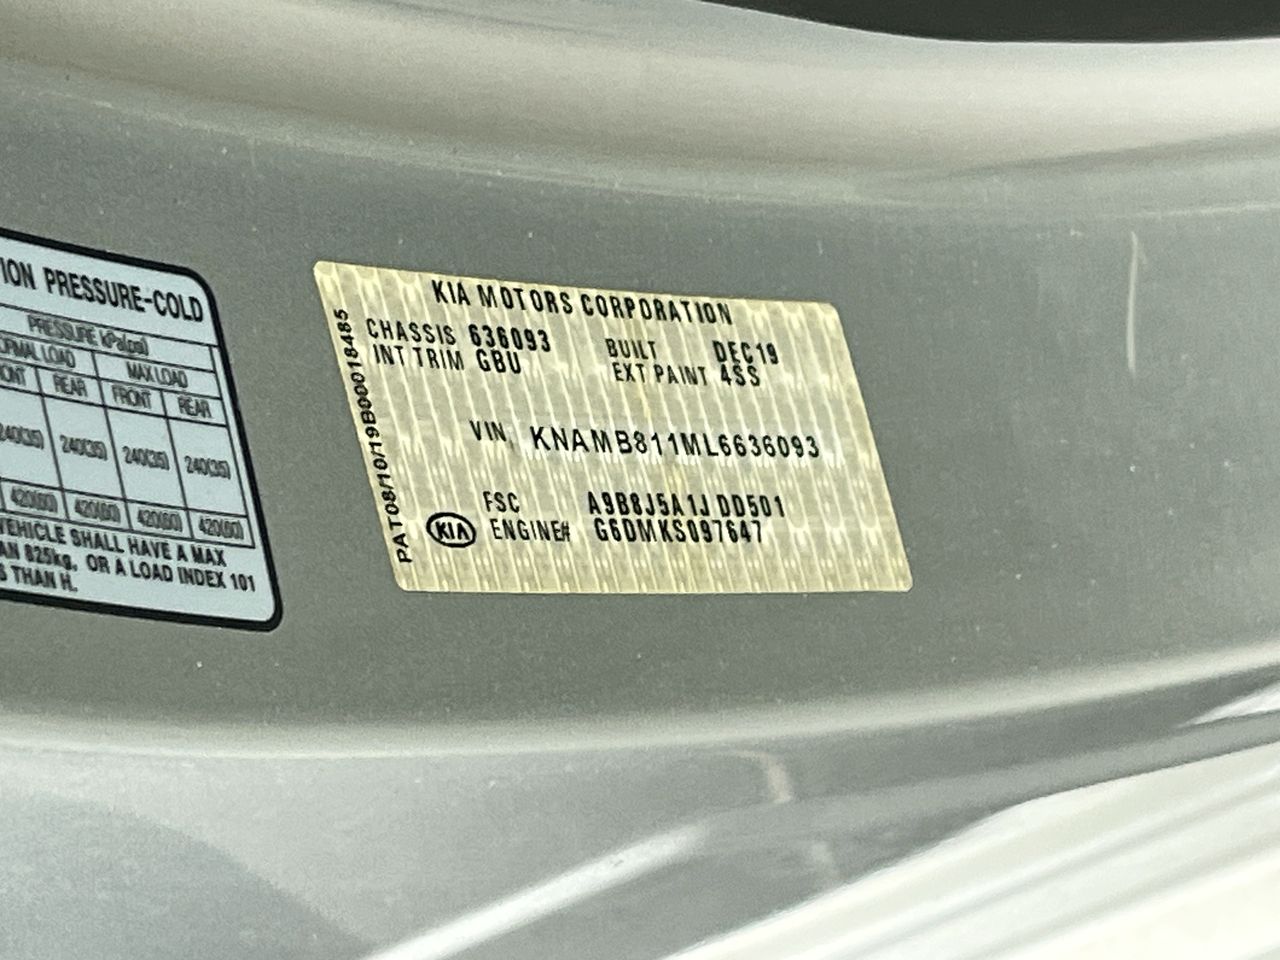 ION PRESSURE-COLD
PRESSURE kPa(psi)
ORMAL LOAD MAX LOAD
ONT REAR FRONT REAR
240(35) 240(35) 240(35) 240(35)
420(60) 420(60) 420(60) 420(60)
VEHICLE SHALL HAVE A MAX
AN 825kg, OR A LOAD INDEX 101
S THAN H.
PAT08/10/19B00018485
KIA MOTORS CORPORATION
CHASSIS 636093 BUILT DEC19
INT TRIM GBU EXT PAINT 4SS
VIN KNAMB811ML6636093
FSC A9B8J5A1J DD501
KIA ENGINE# G6DMKS097647